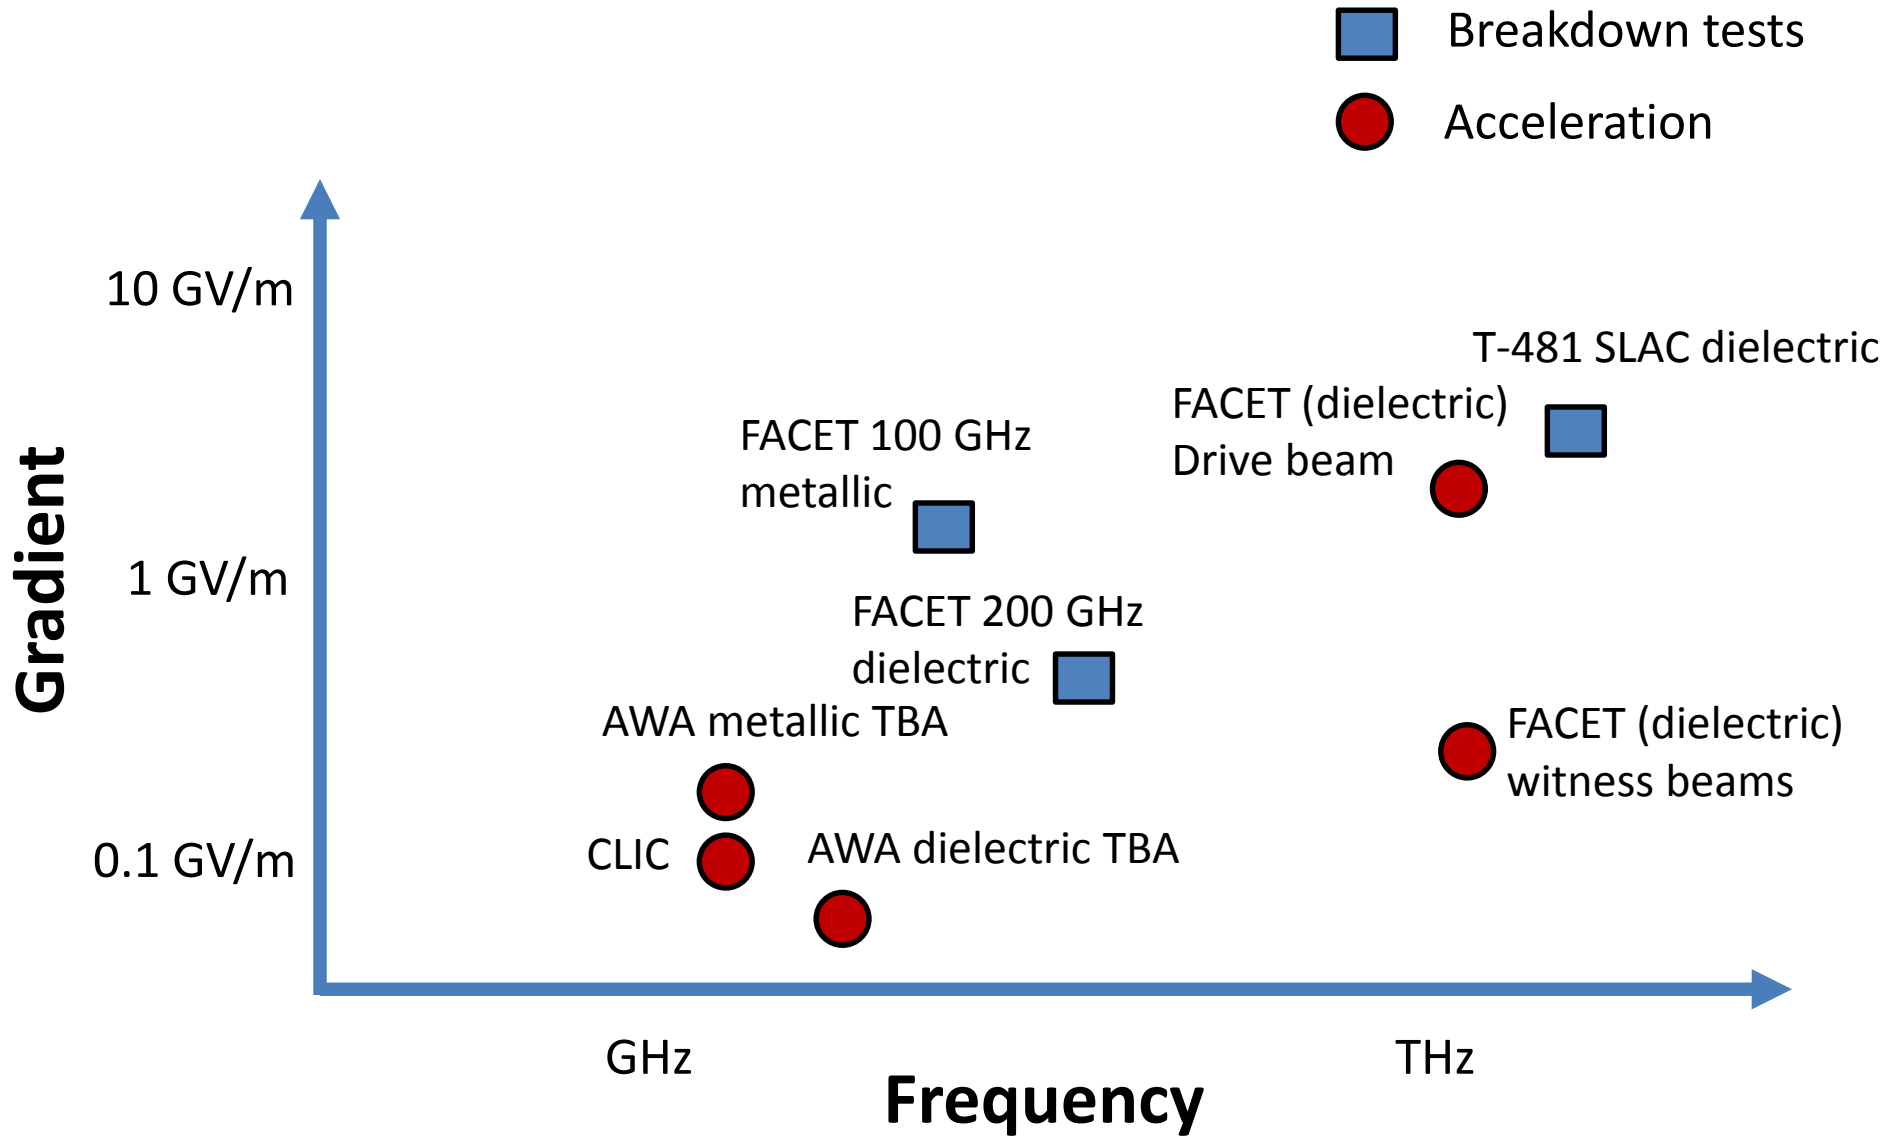 Breakdown tests
Acceleration
10 GV/m
T-481 SLAC dielectric
FACET (dielectric)
Drive beam
FACET 100 GHz
metallic
1 GV/m
FACET 200 GHz
dielectric
AWA metallic TBA
FACET (dielectric)
witness beams
CLIC
AWA dielectric TBA
0.1 GV/m
Gradient
GHz
THz
Frequency